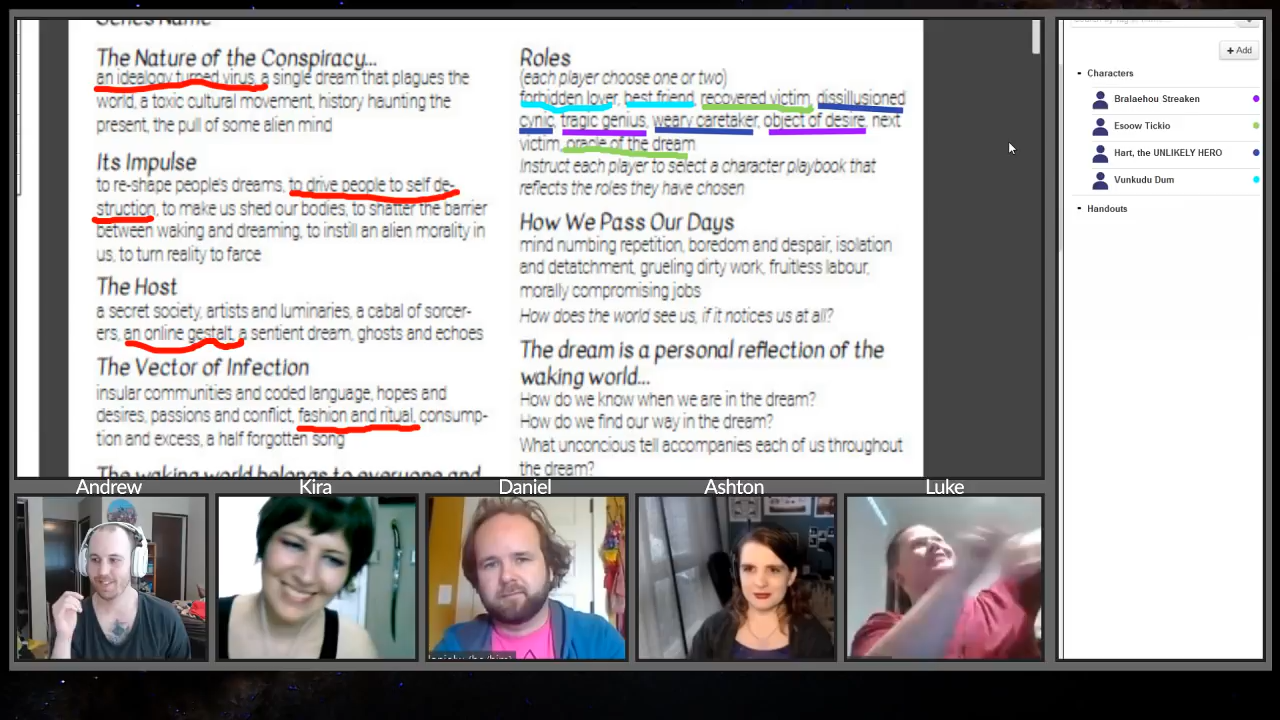 Series Name
The Nature of the Conspiracy...
an idealogy turned virus, a single dream that plagues the
world, a toxic cultural movement, history haunting the
present, the pull of some alien mind
Its Impulse
to re-shape people's dreams, to drive people to self de-
struction, to make us shed our bodies, to shatter the barrier
between waking and dreaming, to instill an alien morality in
us, to turn reality to farce
The Host
a secret society, artists and luminaries, a cabal of sorcer-
ers, an online gestalt, a sentient dream, ghosts and echoes
The Vector of Infection
insular communities and coded language, hopes and
desires, passions and conflict, fashion and ritual, consump-
tion and excess, a half forgotten song
The waking world belongs to everyone and
Roles
(each player choose one or two)
forbidden lover, best friend, recovered victim, dissillusioned
cynic, tragic genius, weary caretaker, object of desire, next
victim, oracle of the dream
Instruct each player to select a character playbook that
reflects the roles they have chosen
How We Pass Our Days
mind numbing repetition, boredom and despair, isolation
and detatchment, grueling dirty work, fruitless labour,
morally compromising jobs
How does the world see us, if it notices us at all?
The dream is a personal reflection of the
waking world...
How do we know when we are in the dream?
How do we find our way in the dream?
What unconcious tell accompanies each of us throughout
the dream?
+ Add
Characters
Bralaehou Streaken
Esoow Tickio
Hart, the UNLIKELY HERO
Vunkudu Dum
Handouts
Andrew
Kira
Daniel
Ashton
Luke